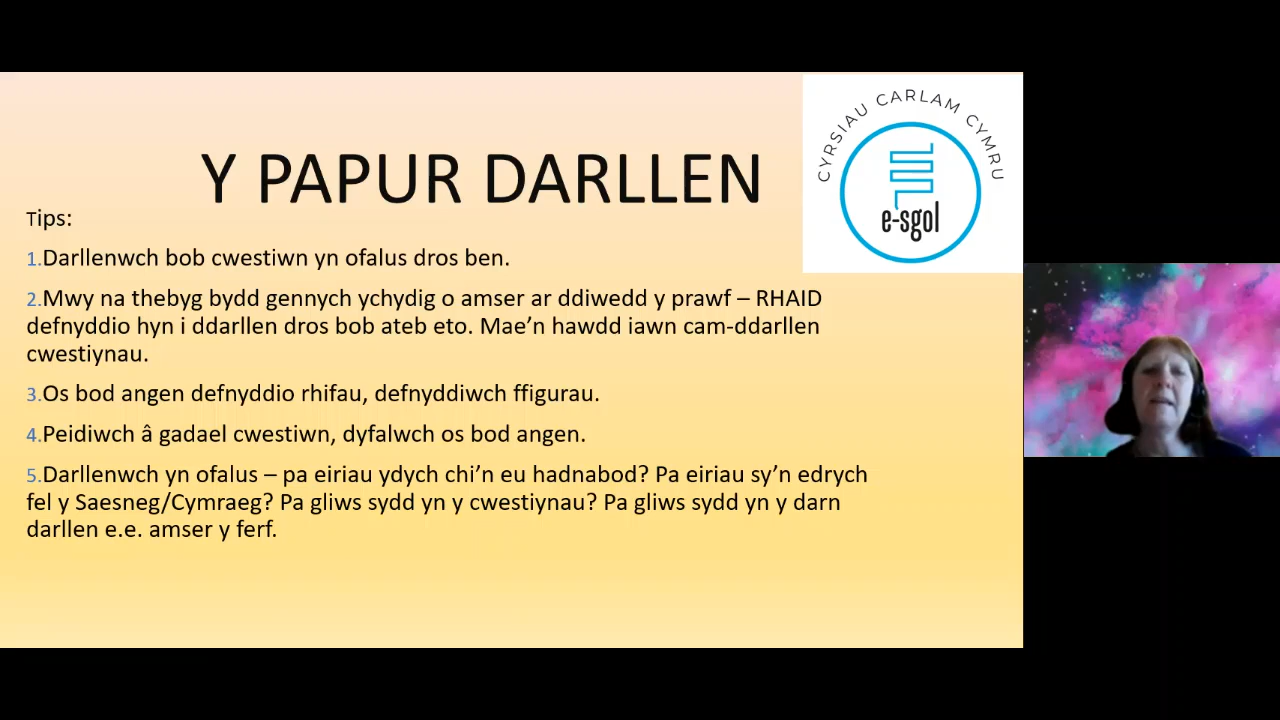 CYRSIAU CARLAM CYMRU
e-sgol
Y PAPUR DARLLEN
Tips:
1.Darllenwch bob cwestiwn yn ofalus dros ben.
2.Mwy na thebyg bydd gennych ychydig o amser ar ddiwedd y prawf – RHAID
defnyddio hyn i ddarllen dros bob ateb eto. Mae’n hawdd iawn cam-ddarllen
cwestiynau.
3.Os bod angen defnyddio rhifau, defnyddiwch ffigurau.
4.Peidiwch â gadael cwestiwn, dyfalwch os bod angen.
5.Darllenwch yn ofalus – pa eiriau ydych chi’n eu hadnabod? Pa eiriau sy’n edrych
fel y Saesneg/Cymraeg? Pa gliws sydd yn y cwestiynau? Pa gliws sydd yn y darn
darllen e.e. amser y ferf.